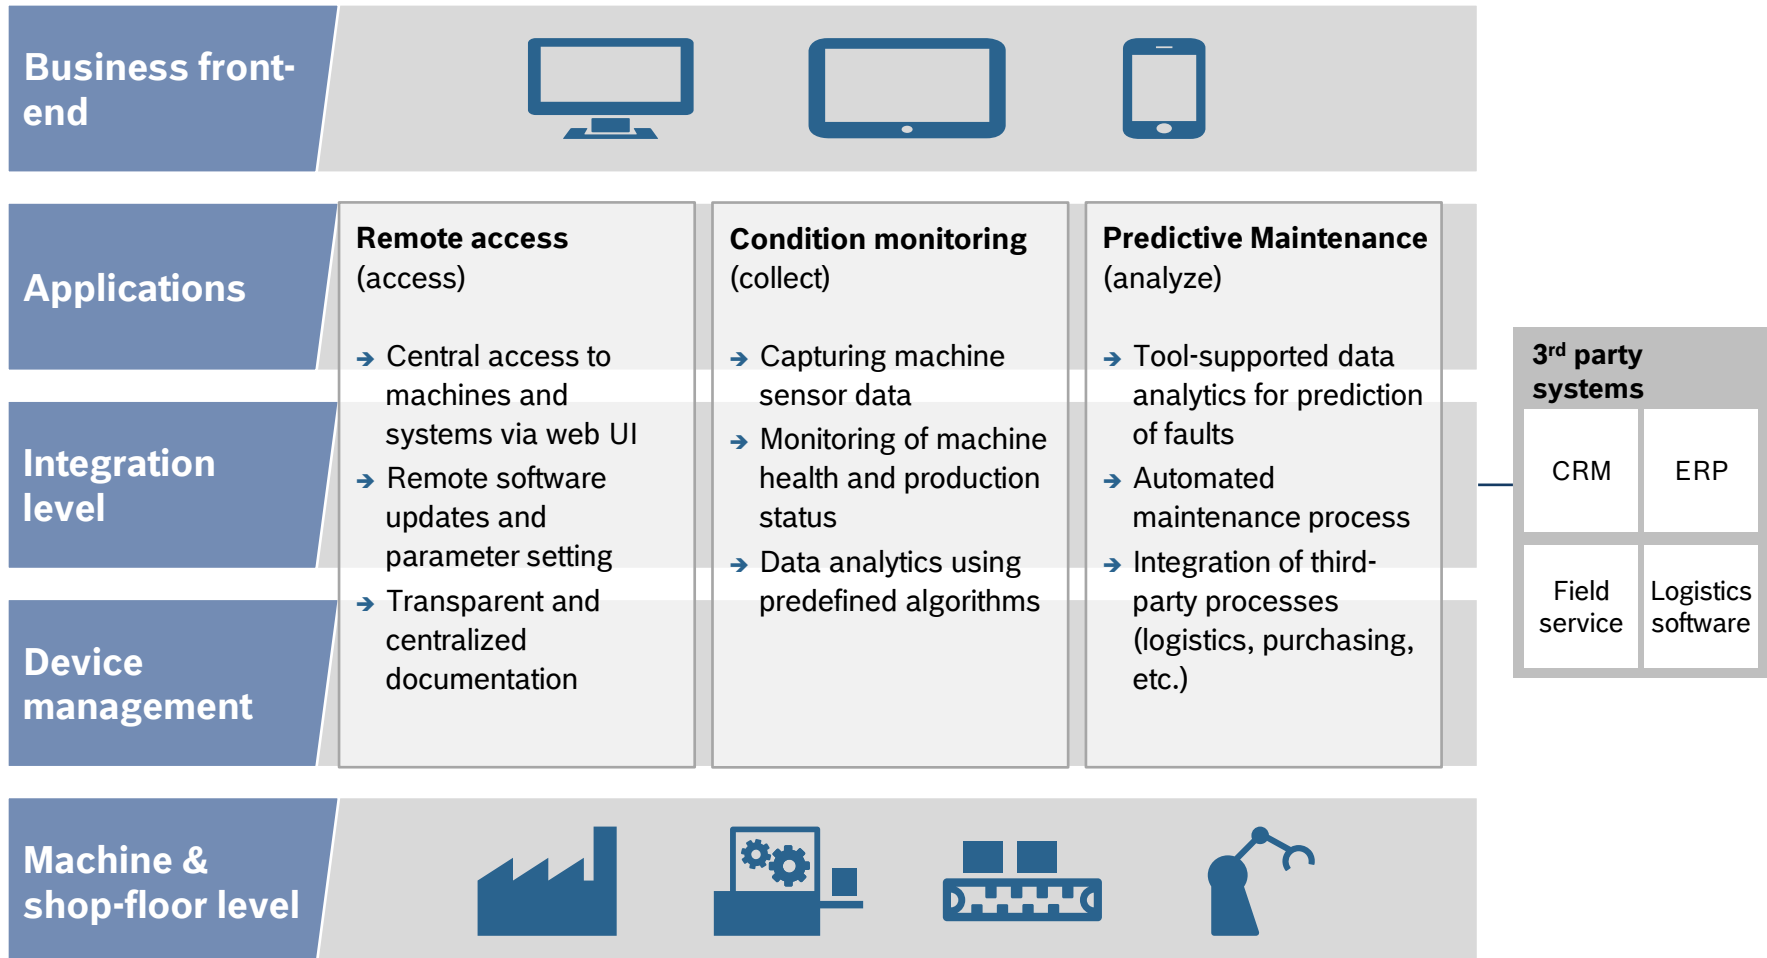 Business front-
end
Applications
Integration
level
Device
management
Machine &
shop-floor level
Remote access
(access)
➔ Central access to
machines and
systems via web UI
➔ Remote software
updates and
parameter setting
➔ Transparent and
centralized
documentation
Condition monitoring
(collect)
➔ Capturing machine
sensor data
➔ Monitoring of machine
health and production
status
➔ Data analytics using
predefined algorithms
Predictive Maintenance
(analyze)
➔ Tool-supported data
analytics for prediction
of faults
➔ Automated
maintenance process
➔ Integration of third-
party processes
(logistics, purchasing,
etc.)
3rd party
systems
CRM
ERP
Field
service
Logistics
software